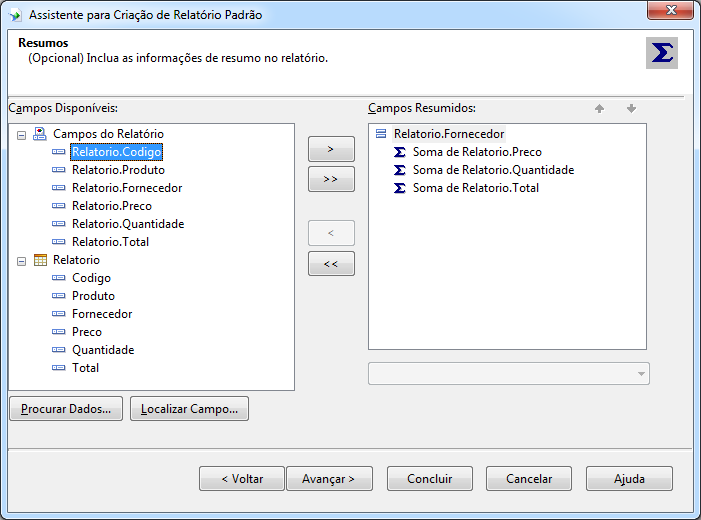 Assistente para Criação de Relatório Padrão
Resumos
(Opcional) Inclua as informações de resumo no relatório.
Campos Disponíveis:
Campos do Relatório
Relatorio.Codigo
Relatorio.Produto
Relatorio.Fornecedor
Relatorio.Preco
Relatorio.Quantidade
Relatorio.Total
Relatorio
Codigo
Produto
Fornecedor
Preco
Quantidade
Total
>
>>
<
<<
Campos Resumidos:
Relatorio.Fornecedor
Σ Soma de Relatorio.Preco
Σ Soma de Relatorio.Quantidade
Σ Soma de Relatorio.Total
Procurar Dados... Localizar Campo...
< Voltar Avançar > Concluir Cancelar Ajuda